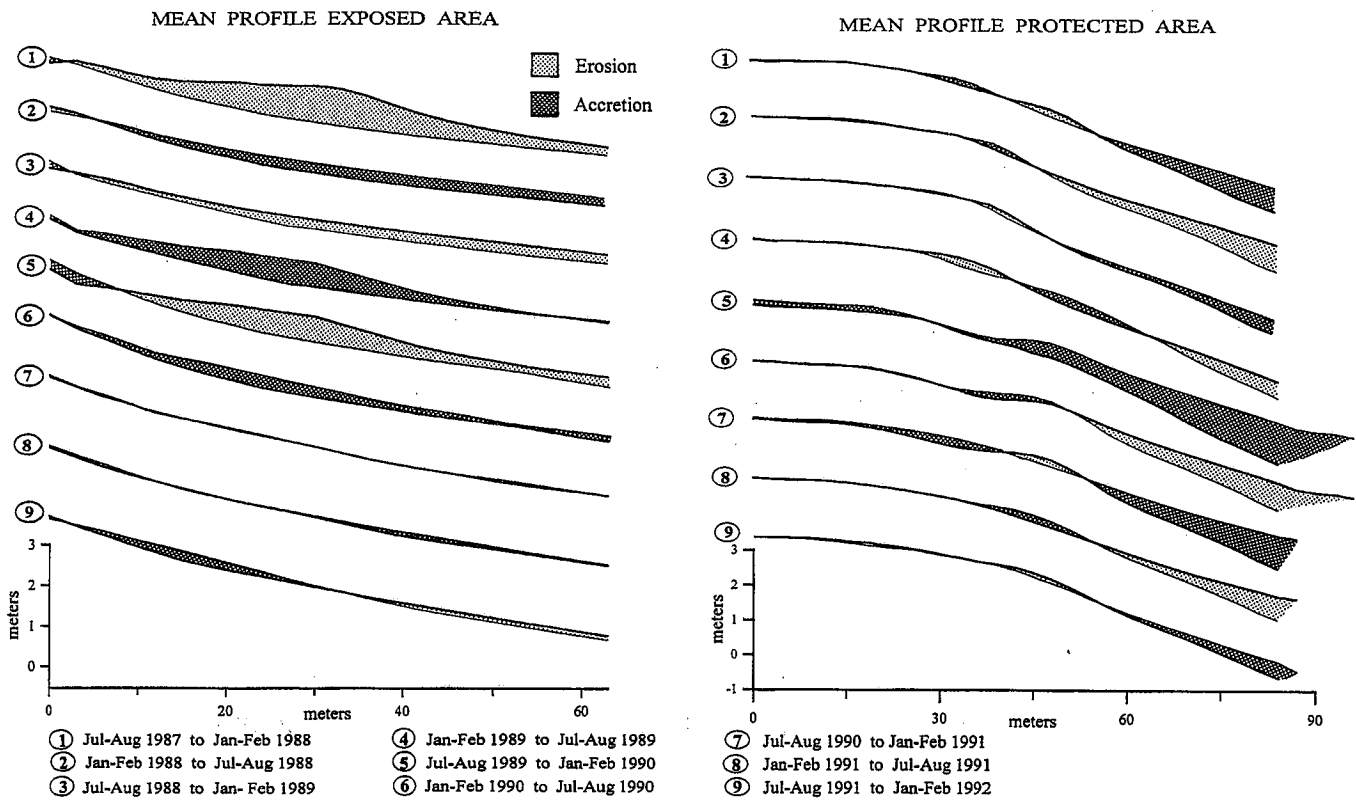 MEAN PROFILE EXPOSED AREA
1
2
3
4
5
6
7
8
9
Erosion
Accretion
3
2
1
0
meters
0 20 meters 40 60
MEAN PROFILE PROTECTED AREA
1
2
3
4
5
6
7
8
9
3
2
1
0
-1
meters
0 30 meters 60 90
1 Jul-Aug 1987 to Jan-Feb 1988
2 Jan-Feb 1988 to Jul-Aug 1988
3 Jul-Aug 1988 to Jan- Feb 1989
4 Jan-Feb 1989 to Jul-Aug 1989
5 Jul-Aug 1989 to Jan-Feb 1990
6 Jan-Feb 1990 to Jul-Aug 1990
7 Jul-Aug 1990 to Jan-Feb 1991
8 Jan-Feb 1991 to Jul-Aug 1991
9 Jul-Aug 1991 to Jan-Feb 1992